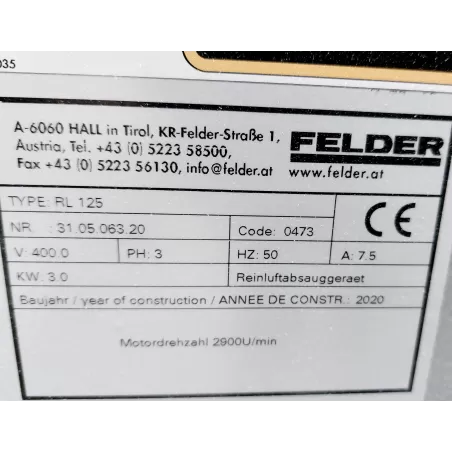 035
A-6060 HALL in Tirol, KR-Felder-Straße 1,
Austria, Tel. +43 (0) 5223 58500,
Fax +43 (0) 5223 56130, info@felder.at
FELDER
www.felder.at
TYPE: RL 125
NR. : 31.05.063.20 Code: 0473
CE
V: 400.0 PH: 3 HZ: 50 A: 7.5
KW: 3.0 Reinluftabsauggeraet
Baujahr / year of construction / ANNEE DE CONSTR.: 2020
Motordrehzahl 2900U/min